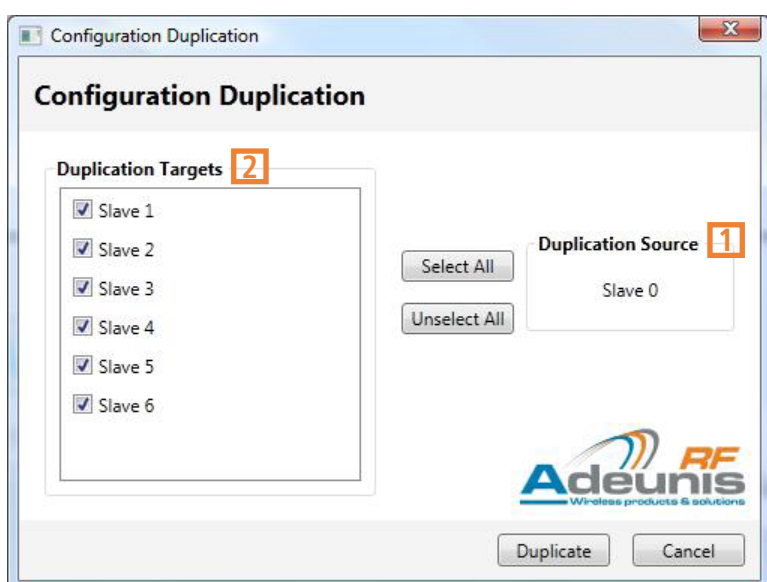 Configuration Duplication
X
Configuration Duplication
Duplication Targets 2
Slave 1
Slave 2
Slave 3
Slave 4
Slave 5
Slave 6
Select All
Unselect All
Duplication Source 1
Slave 0
Adeunis RF
Wireless products & solutions
Duplicate
Cancel